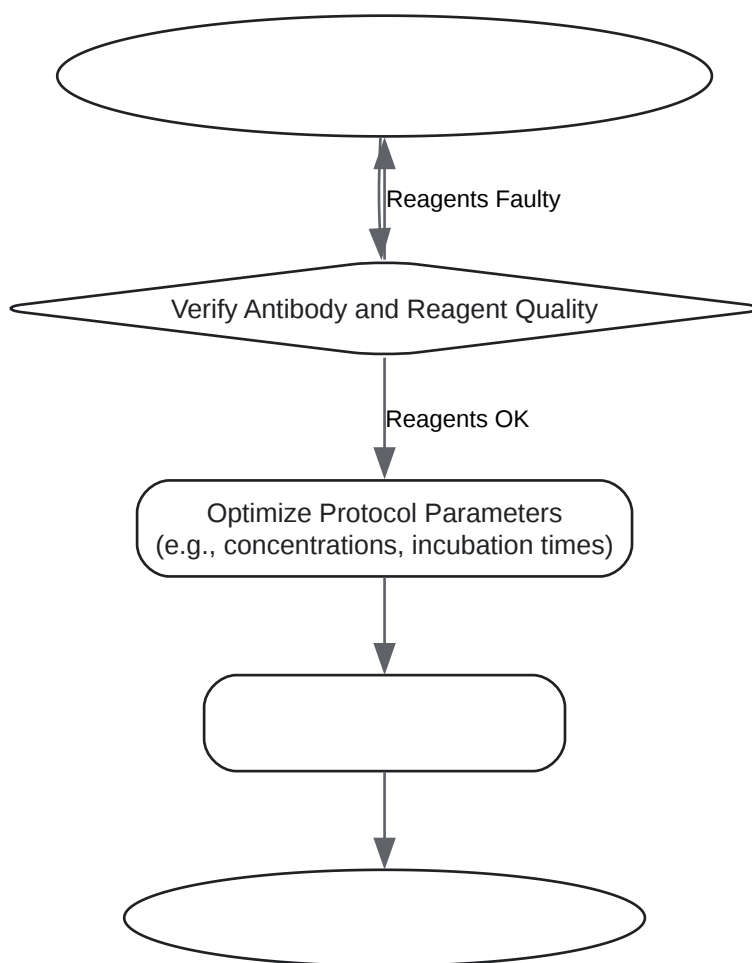 Reagents Faulty
Verify Antibody and Reagent Quality
Reagents OK
Optimize Protocol Parameters
(e.g., concentrations, incubation times)